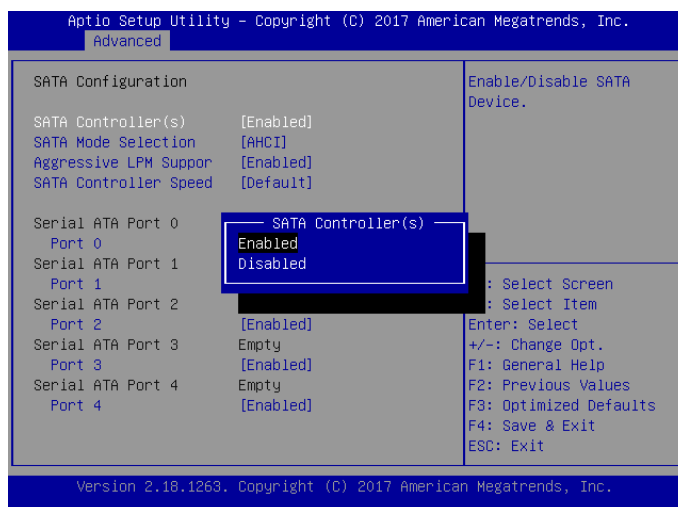 Aptio Setup Utility – Copyright (C) 2017 American Megatrends, Inc.
Advanced
SATA Configuration
Enable/Disable SATA
Device.
SATA Controller(s) [Enabled]
SATA Mode Selection [AHCI]
Aggressive LPM Suppor [Enabled]
SATA Controller Speed [Default]
Serial ATA Port 0
Port 0
Serial ATA Port 1
Port 1
Serial ATA Port 2
Port 2 [Enabled]
Serial ATA Port 3 Empty
Port 3 [Enabled]
Serial ATA Port 4 Empty
Port 4 [Enabled]
SATA Controller(s)
Enabled
Disabled
: Select Screen
: Select Item
Enter: Select
+/-: Change Opt.
F1: General Help
F2: Previous Values
F3: Optimized Defaults
F4: Save & Exit
ESC: Exit
Version 2.18.1263. Copyright (C) 2017 American Megatrends, Inc.